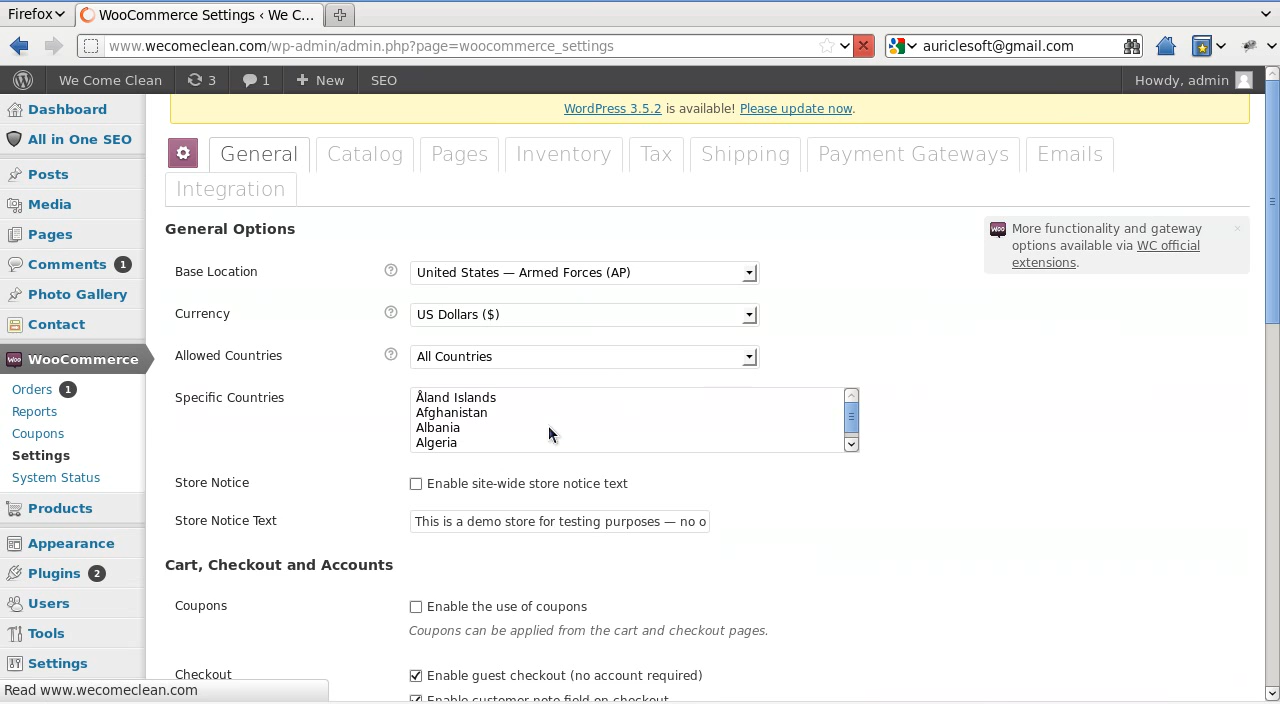 Firefox
WooCommerce Settings ‹ We C...
www.wecomeclean.com/wp-admin/admin.php?page=woocommerce_settings
auriclesoft@gmail.com
We Come Clean 3 1 New SEO Howdy, admin
WordPress 3.5.2 is available! Please update now.
Dashboard
All in One SEO
Posts
Media
Pages
Comments 1
Photo Gallery
Contact
WooCommerce
Orders 1
Reports
Coupons
Settings
System Status
Products
Appearance
Plugins 2
Users
Tools
Settings
General Catalog Pages Inventory Tax Shipping Payment Gateways Emails
Integration
General Options
Woo More functionality and gateway
options available via WC official
extensions.
Base Location ? United States — Armed Forces (AP)
Currency ? US Dollars ($)
Allowed Countries ? All Countries
Specific Countries Åland Islands
Afghanistan
Albania
Algeria
Store Notice Enable site-wide store notice text
Store Notice Text This is a demo store for testing purposes — no o
Cart, Checkout and Accounts
Coupons Enable the use of coupons
Coupons can be applied from the cart and checkout pages.
Checkout Enable guest checkout (no account required)
Enable customer note field on checkout
Read www.wecomeclean.com